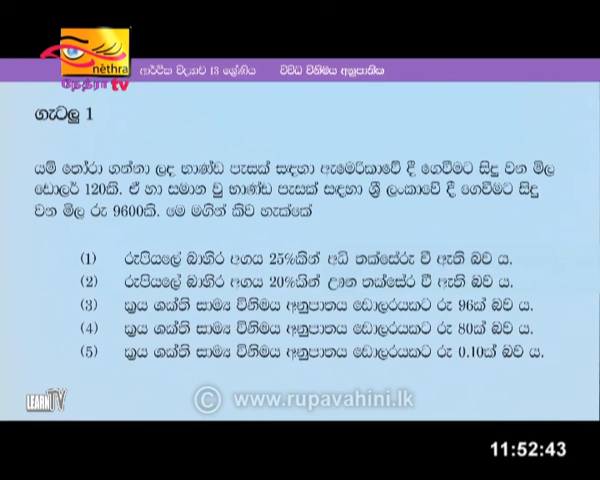 nēthra
நேத்ரா tv
ආර්ථික විද්‍යාව 13 ශ්‍රේණිය විවිධ විනිමය අනුපාතික
ගැටලු 1
යම් තෝරා ගන්නා ලද භාණ්ඩ පැසක් සඳහා ඇමෙරිකාවේ දී ගෙවීමට සිදු වන මිල
ඩොලර් 120කි. ඒ හා සමාන වූ භාණ්ඩ පැසක් සඳහා ශ්‍රී ලංකාවේ දී ගෙවීමට සිදු
වන මිල රු 9600කි. මේ මගින් කිව හැක්කේ
(1) රුපියලේ බාහිර අගය 25%කින් අධි තක්සේරු වී ඇති බව ය.
(2) රුපියලේ බාහිර අගය 20%කින් ඌන තක්සේර වී ඇති බව ය.
(3) ක්‍රය ශක්ති සාම්‍ය විනිමය අනුපාතය ඩොලරයකට රු 96ක් බව ය.
(4) ක්‍රය ශක්ති සාම්‍ය විනිමය අනුපාතය ඩොලරයකට රු 80ක් බව ය.
(5) ක්‍රය ශක්ති සාම්‍ය විනිමය අනුපාතය ඩොලරයකට රු 0.10ක් බව ය.
LEARN TV © www.rupavahini.lk
11:52:43